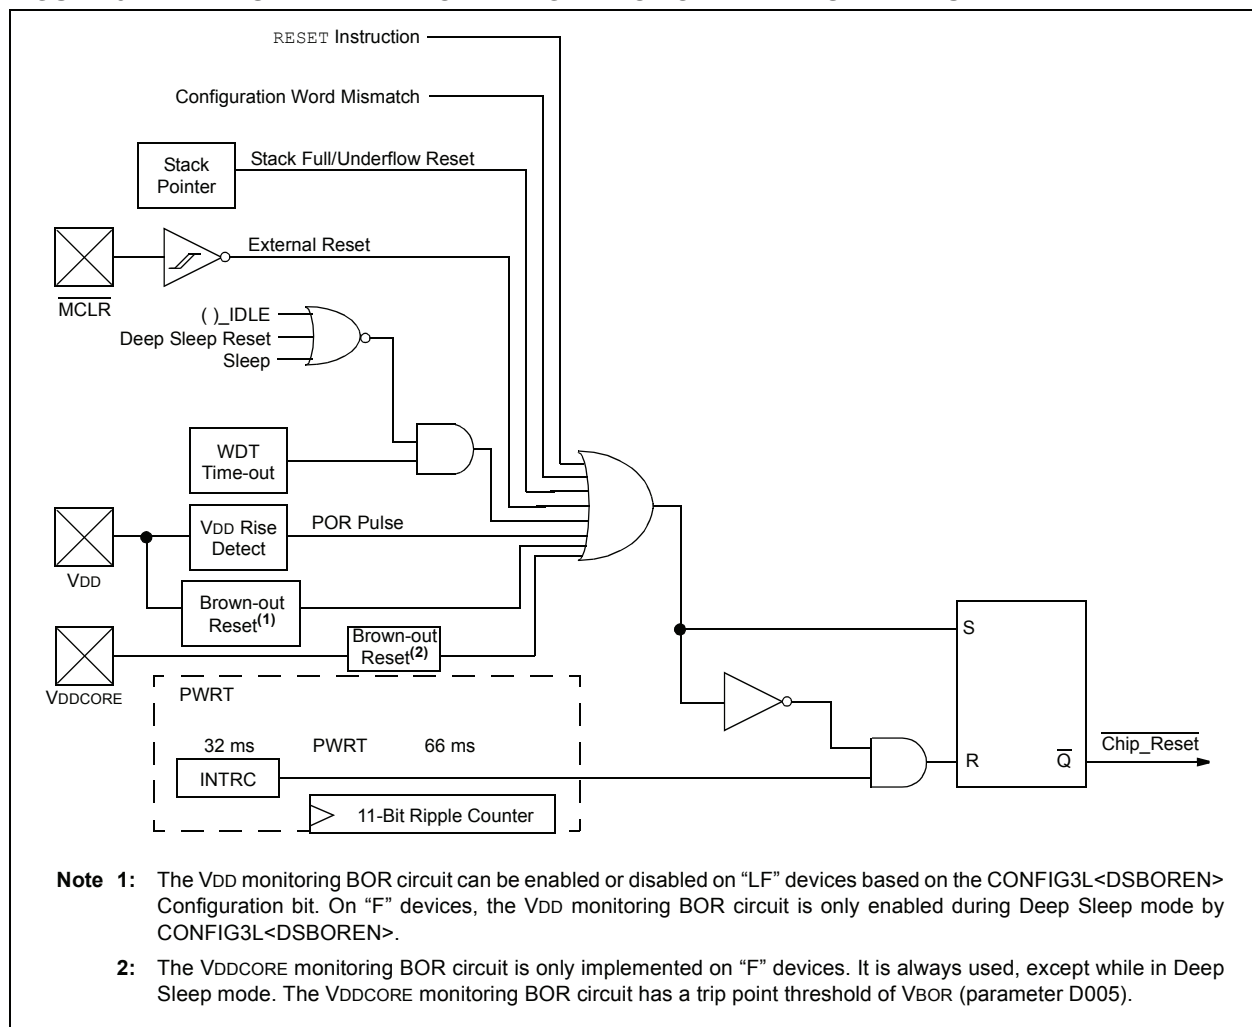 RESET Instruction
Configuration Word Mismatch
Stack
Pointer
Stack Full/Underflow Reset
External Reset
MCLR
( )_IDLE
Deep Sleep Reset
Sleep
WDT
Time-out
VDD Rise
Detect
POR Pulse
VDD
Brown-out
Reset(1)
Brown-out
Reset(2)
VDDCORE
PWRT
32 ms PWRT 66 ms
INTRC
11-Bit Ripple Counter
S
R
Q
Chip_Reset
Note 1: The VDD monitoring BOR circuit can be enabled or disabled on “LF” devices based on the CONFIG3L<DSBOREN>
Configuration bit. On “F” devices, the VDD monitoring BOR circuit is only enabled during Deep Sleep mode by
CONFIG3L<DSBOREN>.
2: The VDDCORE monitoring BOR circuit is only implemented on “F” devices. It is always used, except while in Deep
Sleep mode. The VDDCORE monitoring BOR circuit has a trip point threshold of VBOR (parameter D005).